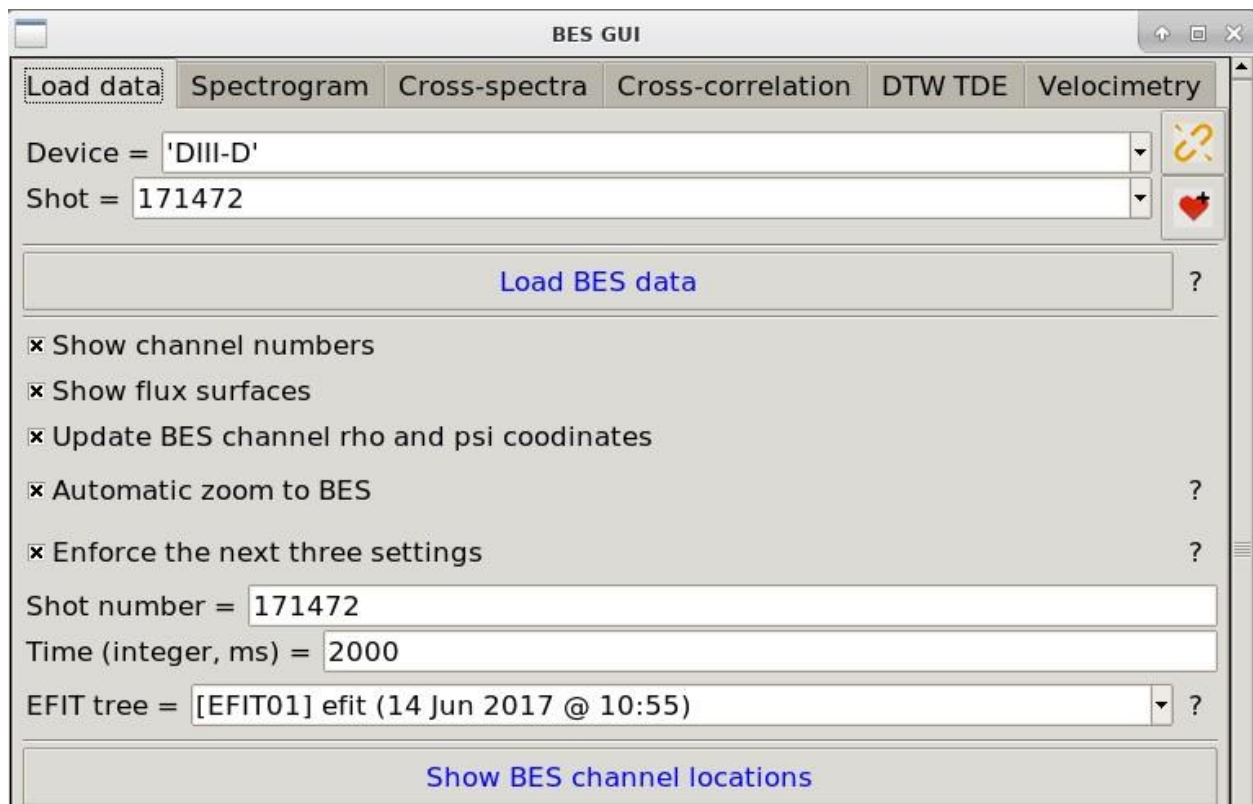 BES GUI
Load data Spectrogram Cross-spectra Cross-correlation DTW TDE Velocimetry
Device = 'DIII-D'
Shot = 171472
Load BES data ?
Show channel numbers
Show flux surfaces
Update BES channel rho and psi coodinates
Automatic zoom to BES ?
Enforce the next three settings ?
Shot number = 171472
Time (integer, ms) = 2000
EFIT tree = [EFIT01] efit (14 Jun 2017 @ 10:55) ?
Show BES channel locations